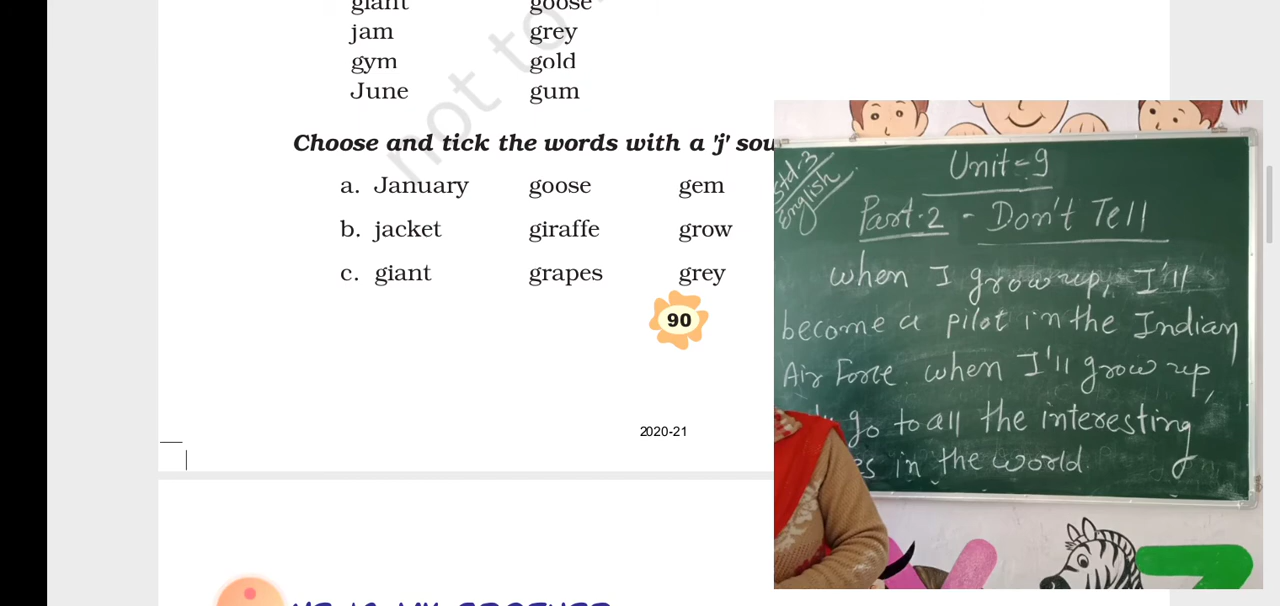 giant goose
jam grey
gym gold
June gum
not to
Choose and tick the words with a 'j'
a. January goose gem
b. jacket giraffe grow
c. giant grapes grey
90
2020-21
Std-3
English
Unit-9
Part-2 - Don't Tell
when I grow up, I'll
become a pilot in the Indian
Air Force. when I'll grow up,
go to all the interesting
in the world.